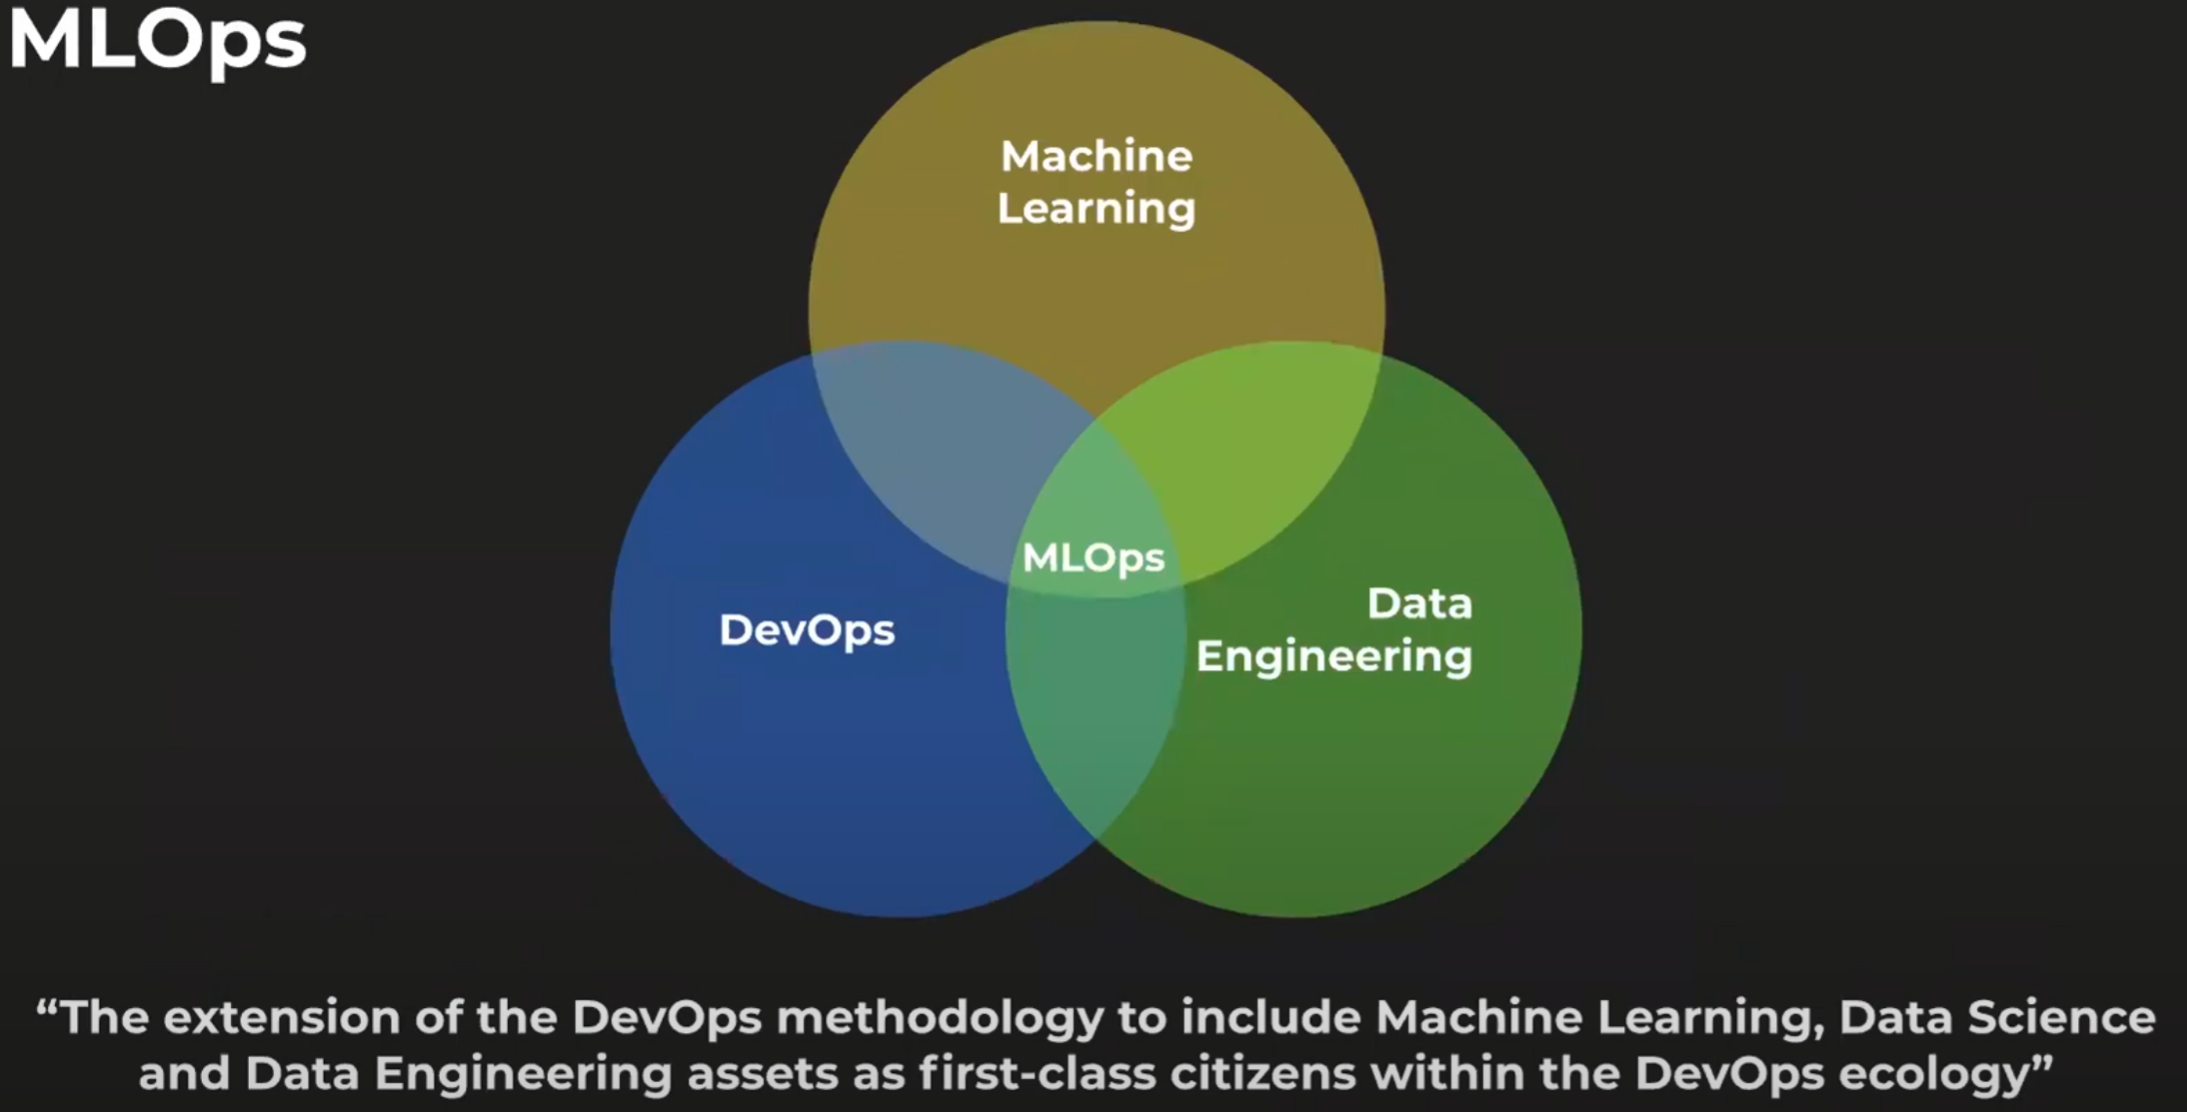 MLOps
Machine
Learning
MLOps
DevOps
Data
Engineering
“The extension of the DevOps methodology to include Machine Learning, Data Science
and Data Engineering assets as first-class citizens within the DevOps ecology”